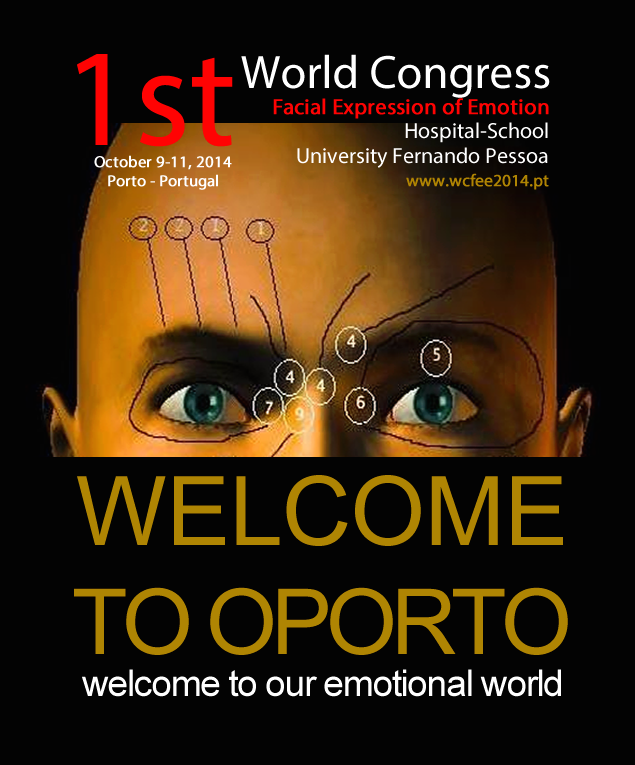 1st
World Congress
Facial Expression of Emotion
Hospital-School
University Fernando Pessoa
www.wcfee2014.pt
October 9-11, 2014
Porto - Portugal
2 2 1 1
4
5
4 4
7 9 6
WELCOME
TO OPORTO
welcome to our emotional world